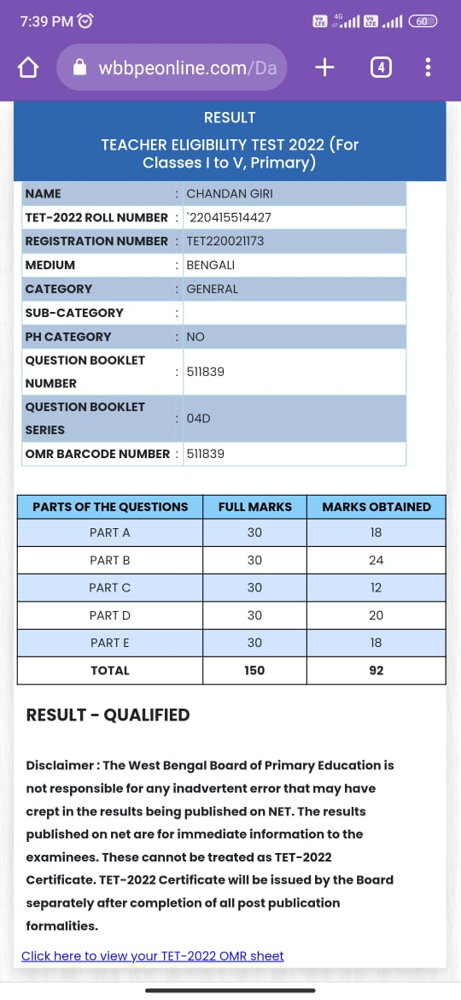 7:39 PM
Vo LTE 4G Vo LTE 60
wbbpeonline.com/Da
4
RESULT
TEACHER ELIGIBILITY TEST 2022 (For
Classes I to V, Primary)
NAME : CHANDAN GIRI
TET-2022 ROLL NUMBER : `220415514427
REGISTRATION NUMBER : TET220021173
MEDIUM : BENGALI
CATEGORY : GENERAL
SUB-CATEGORY :
PH CATEGORY : NO
QUESTION BOOKLET
NUMBER : 511839
QUESTION BOOKLET
SERIES : 04D
OMR BARCODE NUMBER : 511839
PARTS OF THE QUESTIONS FULL MARKS MARKS OBTAINED
PART A 30 18
PART B 30 24
PART C 30 12
PART D 30 20
PART E 30 18
TOTAL 150 92
RESULT - QUALIFIED
Disclaimer : The West Bengal Board of Primary Education is
not responsible for any inadvertent error that may have
crept in the results being published on NET. The results
published on net are for immediate information to the
examinees. These cannot be treated as TET-2022
Certificate. TET-2022 Certificate will be issued by the Board
separately after completion of all post publication
formalities.
Click here to view your TET-2022 OMR sheet